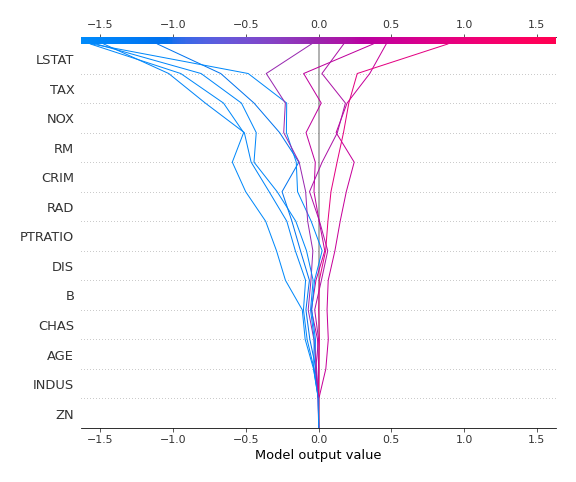 −1.5 −1.0 −0.5 0.0 0.5 1.0 1.5
LSTAT
TAX
NOX
RM
CRIM
RAD
PTRATIO
DIS
B
CHAS
AGE
INDUS
ZN
−1.5 −1.0 −0.5 0.0 0.5 1.0 1.5
Model output value